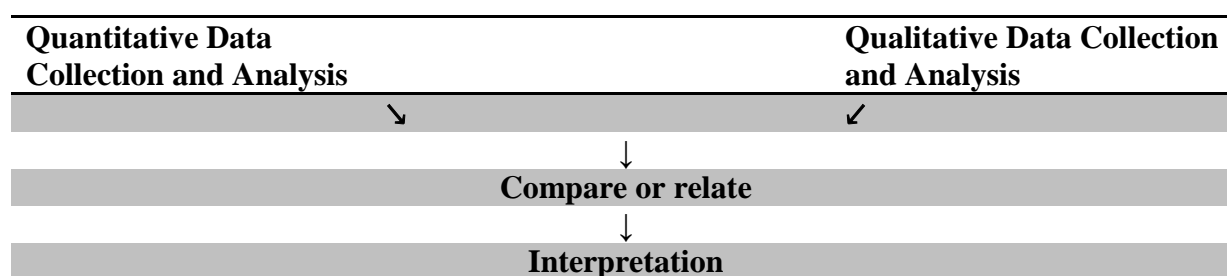 Quantitative Data
Collection and Analysis
Qualitative Data Collection
and Analysis
↘ ↙
↓
Compare or relate
↓
Interpretation